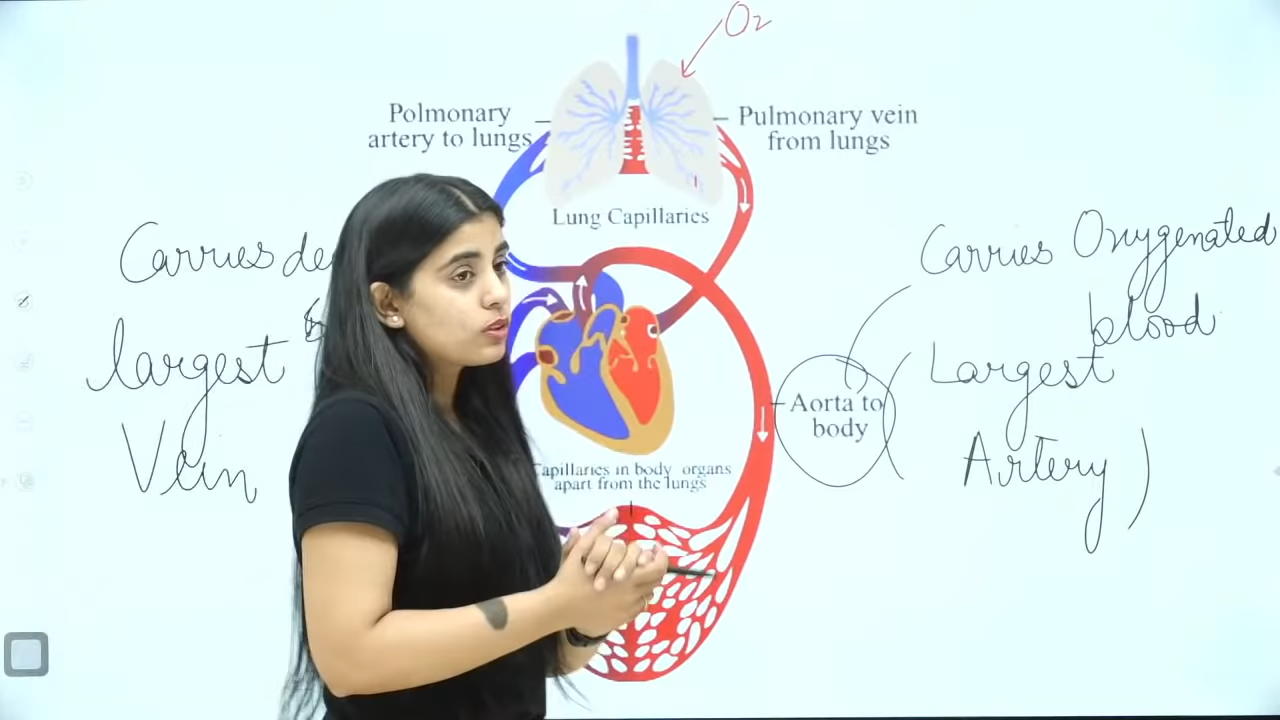 O2
Polmonary
artery to lungs
Pulmonary vein
from lungs
Lung Capillaries
Carries de
largest
Vein
Carries Oxygenated
blood
Largest
Artery )
Aorta to
body
Capillaries in body organs
apart from the lungs